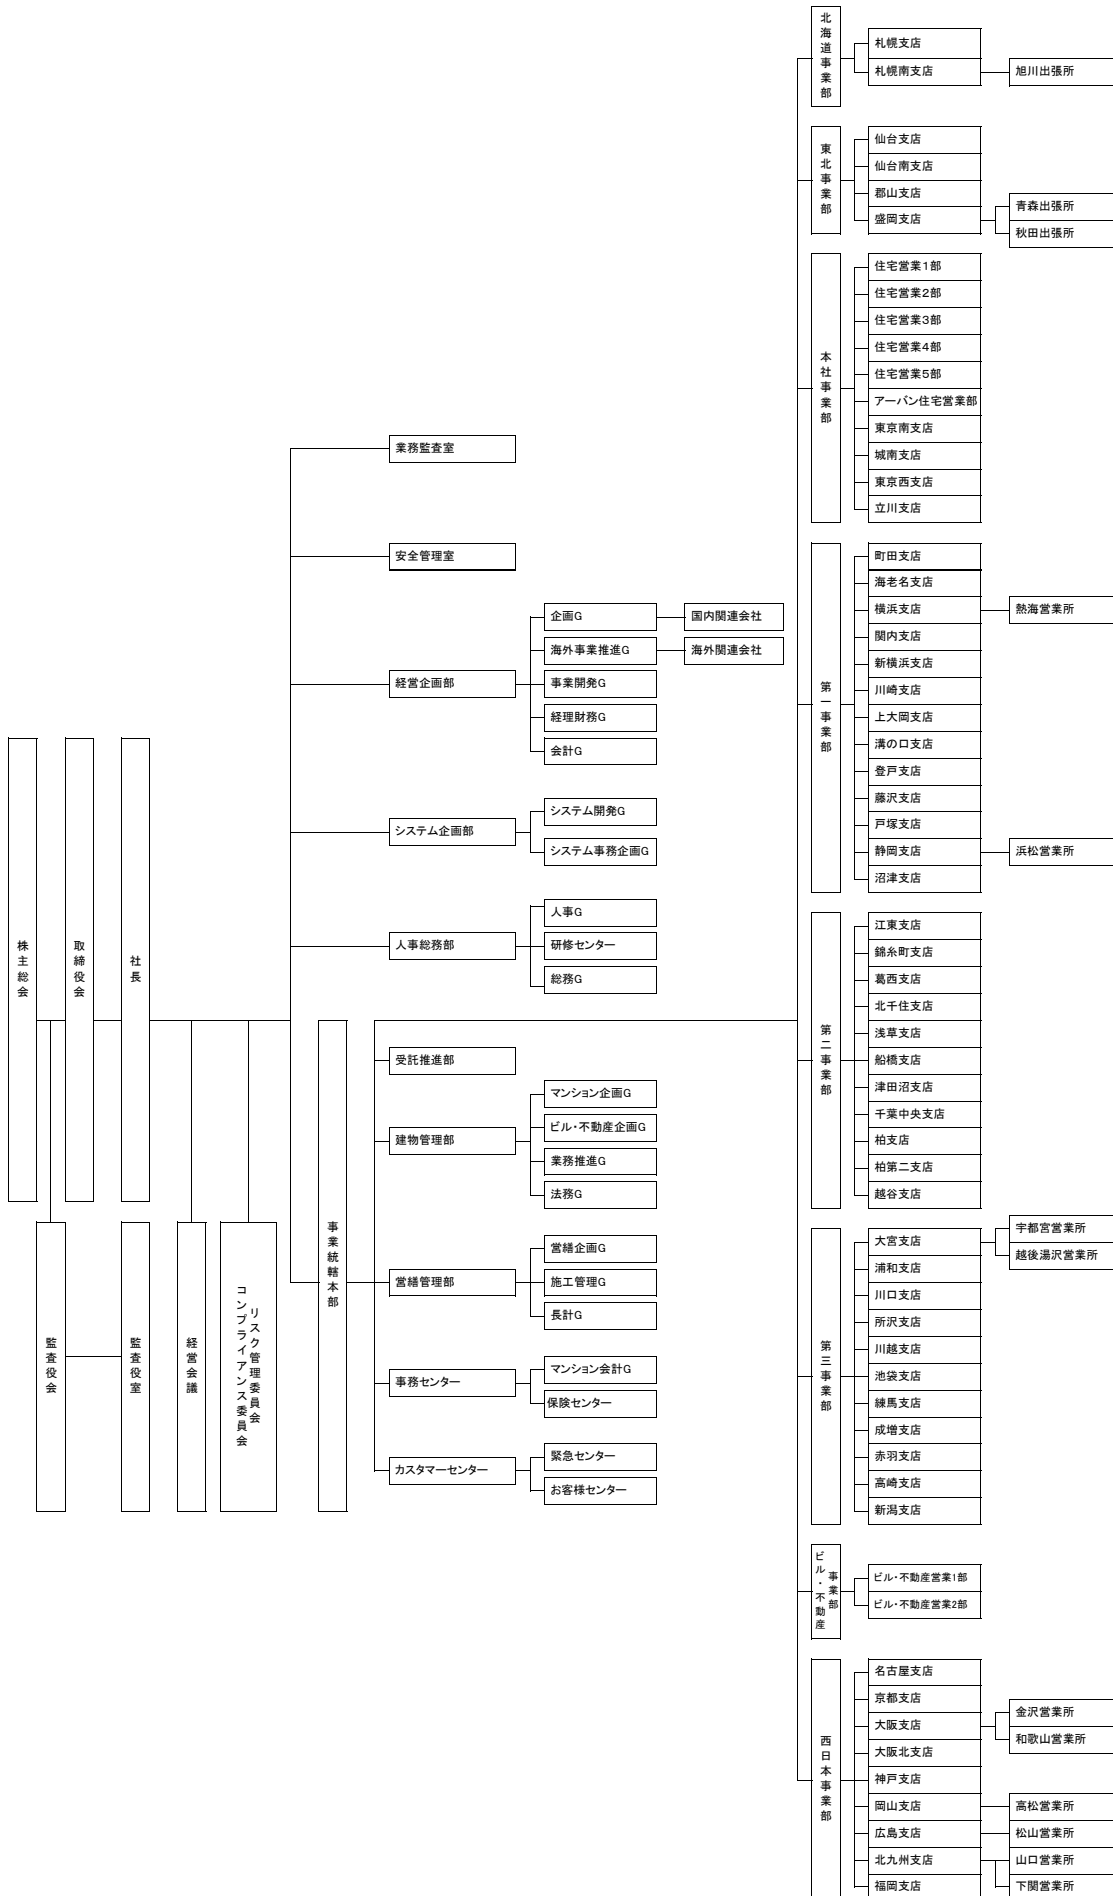 株主総会
取締役会
社長
監査役会
監査役室
経営会議
リスク管理委員会
コンプライアンス委員会
業務監査室
安全管理室
経営企画部
企画G
国内関連会社
海外事業推進G
海外関連会社
事業開発G
経理財務G
会計G
システム企画部
システム開発G
システム事務企画G
人事総務部
人事G
研修センター
総務G
事業統轄本部
受託推進部
建物管理部
マンション企画G
ビル・不動産企画G
業務推進G
法務G
営繕管理部
営繕企画G
施工管理G
長計G
事務センター
マンション会計G
保険センター
カスタマーセンター
緊急センター
お客様センター
北海道事業部
札幌支店
札幌南支店
旭川出張所
東北事業部
仙台支店
仙台南支店
郡山支店
盛岡支店
青森出張所
秋田出張所
本社事業部
住宅営業1部
住宅営業2部
住宅営業3部
住宅営業4部
住宅営業5部
アーバン住宅営業部
東京南支店
城南支店
東京西支店
立川支店
第一事業部
町田支店
海老名支店
横浜支店
熱海営業所
関内支店
新横浜支店
川崎支店
上大岡支店
溝の口支店
登戸支店
藤沢支店
戸塚支店
静岡支店
浜松営業所
沼津支店
第二事業部
江東支店
錦糸町支店
葛西支店
北千住支店
浅草支店
船橋支店
津田沼支店
千葉中央支店
柏支店
柏第二支店
越谷支店
第三事業部
大宮支店
宇都宮営業所
越後湯沢営業所
浦和支店
川口支店
所沢支店
川越支店
池袋支店
練馬支店
成増支店
赤羽支店
高崎支店
新潟支店
ビル・不動産
事業部
ビル・不動産営業1部
ビル・不動産営業2部
西日本事業部
名古屋支店
京都支店
大阪支店
金沢営業所
和歌山営業所
大阪北支店
神戸支店
岡山支店
高松営業所
広島支店
松山営業所
北九州支店
山口営業所
下関営業所
福岡支店